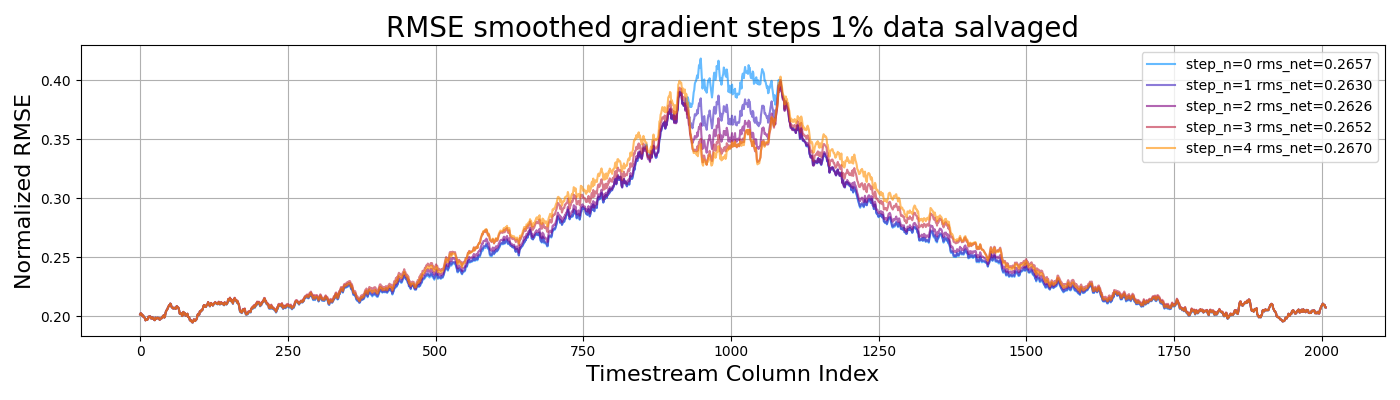 RMSE smoothed gradient steps 1% data salvaged
Normalized RMSE
0.40
0.35
0.30
0.25
0.20
step_n=0 rms_net=0.2657
step_n=1 rms_net=0.2630
step_n=2 rms_net=0.2626
step_n=3 rms_net=0.2652
step_n=4 rms_net=0.2670
0 250 500 750 1000 1250 1500 1750 2000
Timestream Column Index